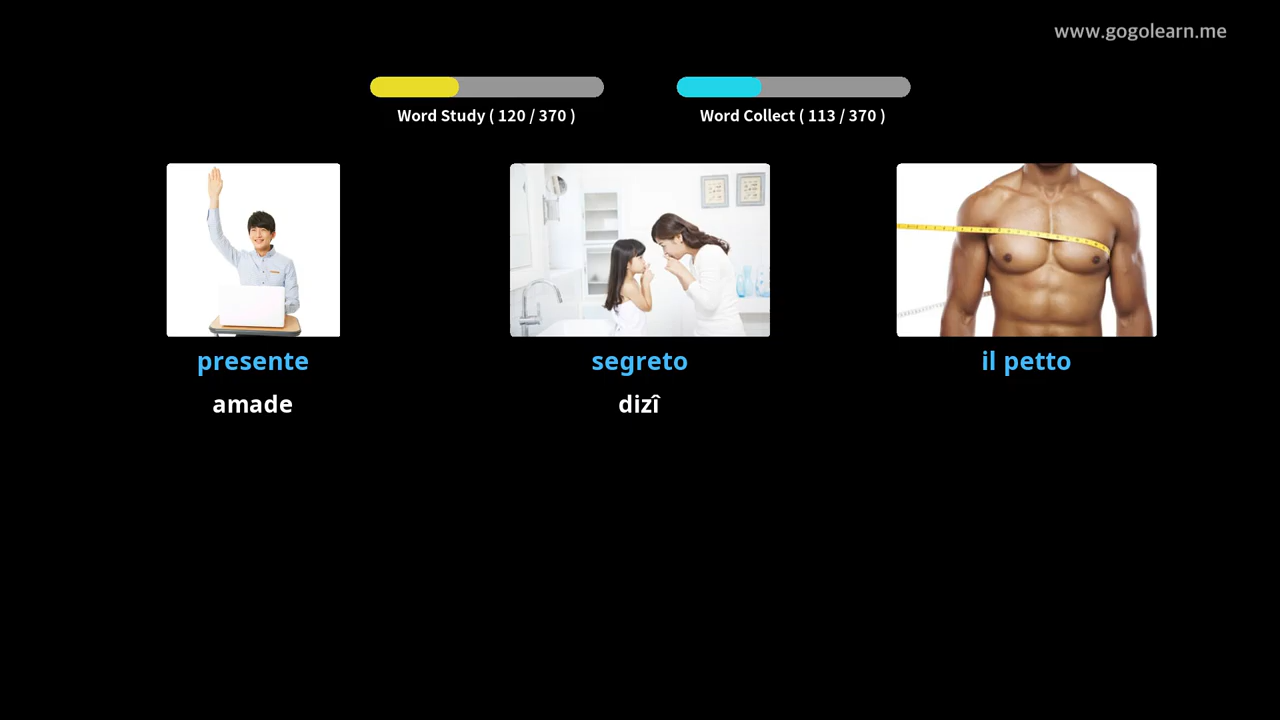 www.gogolearn.me
Word Study ( 120 / 370 )
Word Collect ( 113 / 370 )
presente
segreto
il petto
amade
dizî